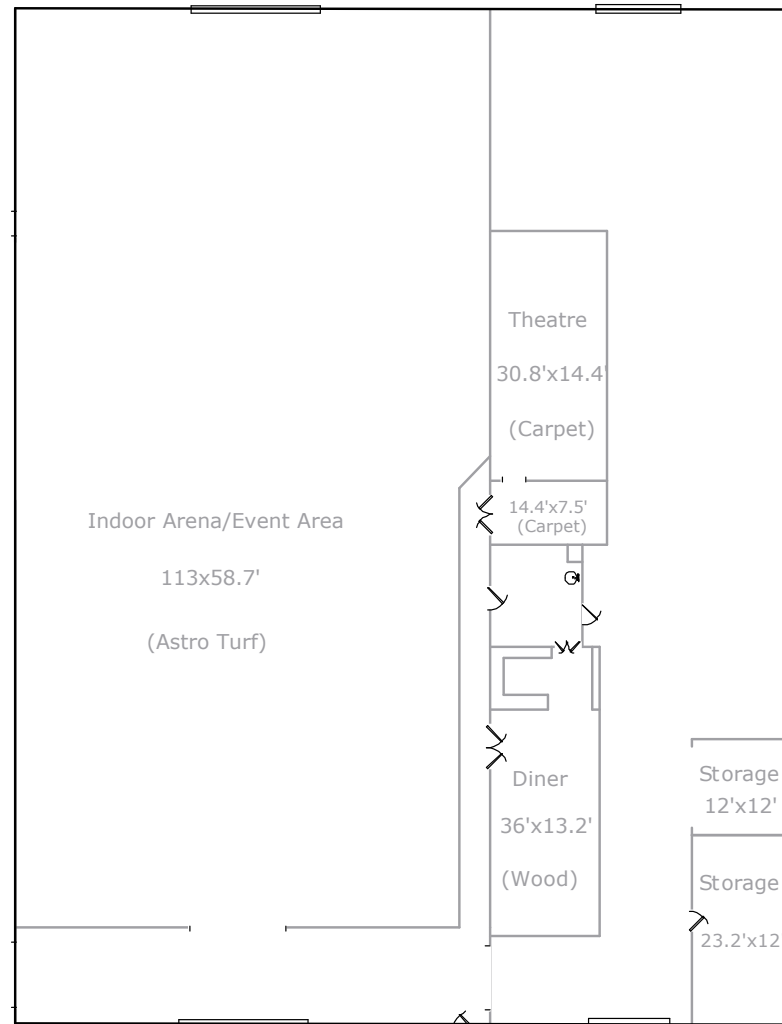 Theatre
30.8'x14.4'
(Carpet)
14.4'x7.5'
(Carpet)
Indoor Arena/Event Area
113x58.7'
(Astro Turf)
Diner
36'x13.2'
(Wood)
Storage
12'x12'
Storage
23.2'x12